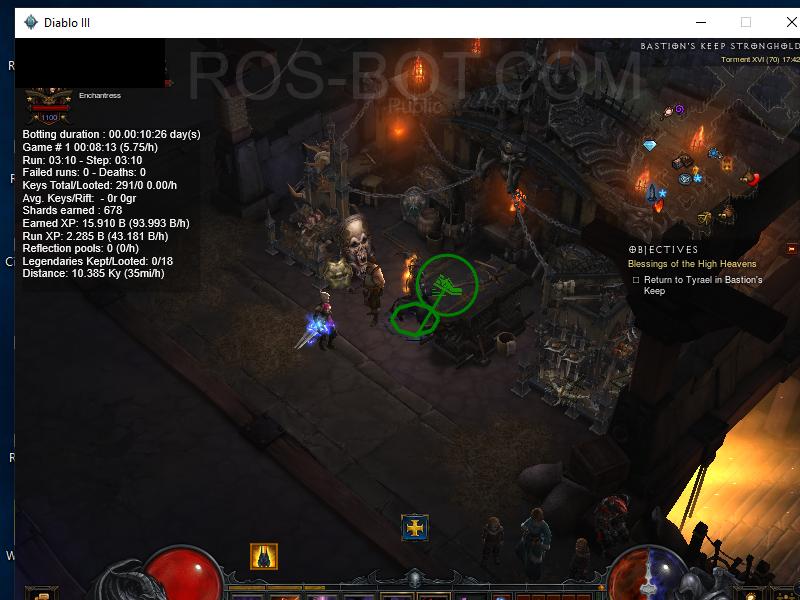 Diablo III
ROS-BOT.COM
Public
BASTION'S KEEP STRONGHOLD
Torment XVI (70) 17:42
Enchantress
1100
Botting duration : 00.00:10:26 day(s)
Game # 1 00:08:13 (5.75/h)
Run: 03:10 - Step: 03:10
Failed runs: 0 - Deaths: 0
Keys Total/Looted: 291/0 0.00/h
Avg. Keys/Rift:  - 0r 0gr
Shards earned : 678
Earned XP: 15.910 B (93.993 B/h)
Run XP: 2.285 B (43.181 B/h)
Reflection pools: 0 (0/h)
Legendaries Kept/Looted: 0/18
Distance: 10.385 Ky (35mi/h)
OBJECTIVES
Blessings of the High Heavens
Return to Tyrael in Bastion's
Keep